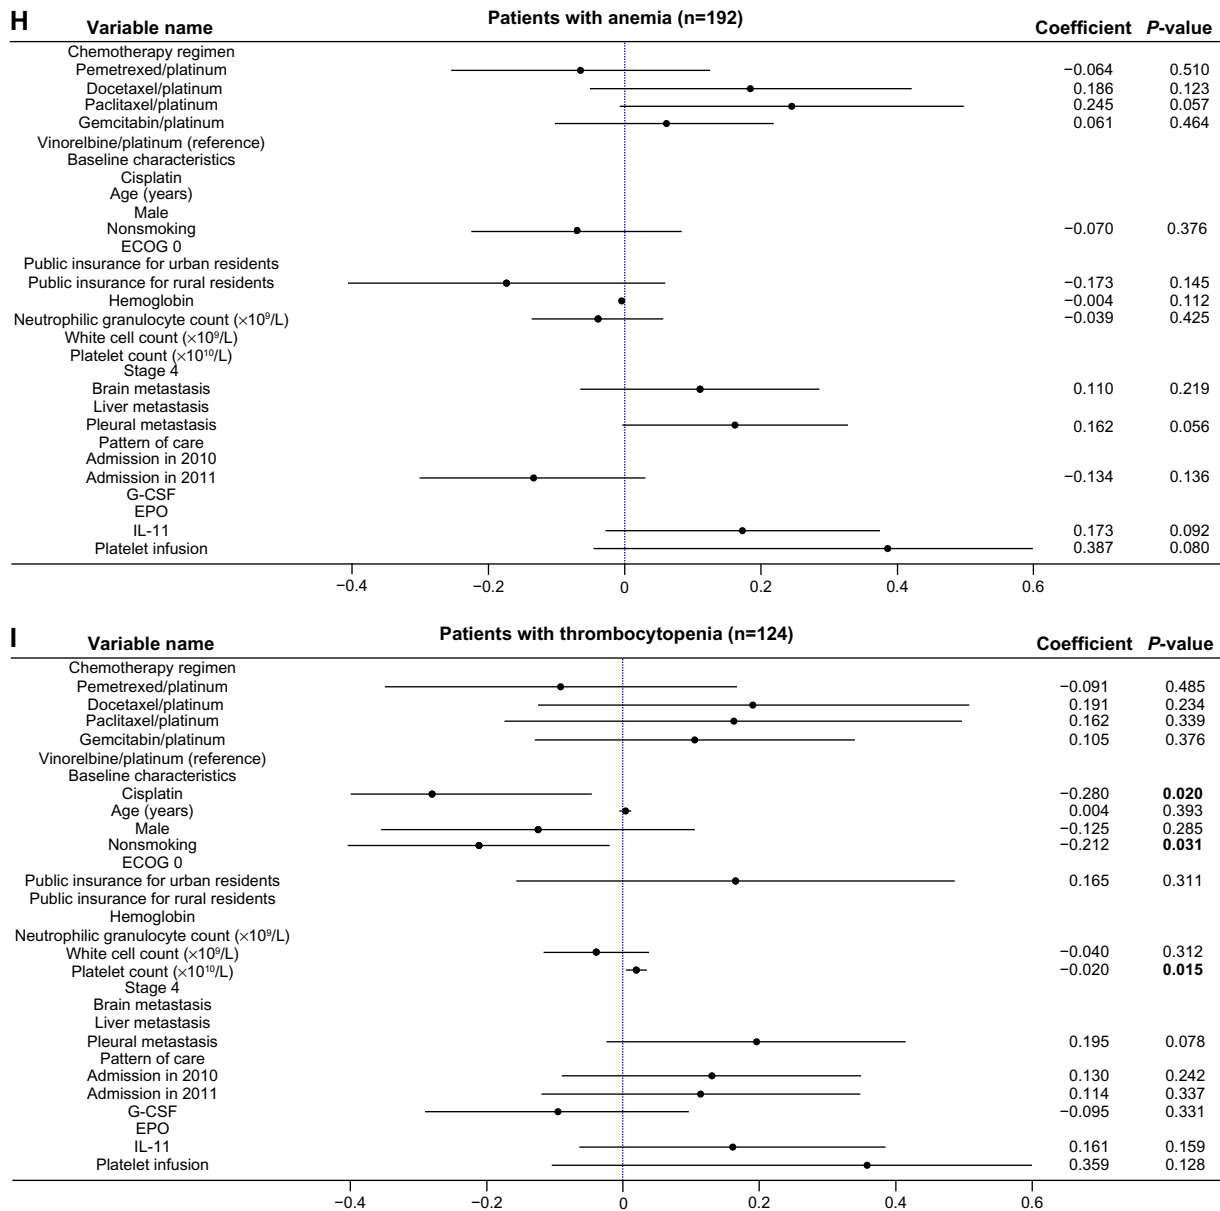 H
Patients with anemia (n=192)
Variable name Coefficient P-value
Chemotherapy regimen
Pemetrexed/platinum −0.064 0.510
Docetaxel/platinum 0.186 0.123
Paclitaxel/platinum 0.245 0.057
Gemcitabin/platinum 0.061 0.464
Vinorelbine/platinum (reference)
Baseline characteristics
Cisplatin
Age (years)
Male
Nonsmoking −0.070 0.376
ECOG 0
Public insurance for urban residents
Public insurance for rural residents −0.173 0.145
Hemoglobin −0.004 0.112
Neutrophilic granulocyte count (×10⁹/L) −0.039 0.425
White cell count (×10⁹/L)
Platelet count (×10¹⁰/L)
Stage 4
Brain metastasis 0.110 0.219
Liver metastasis
Pleural metastasis 0.162 0.056
Pattern of care
Admission in 2010
Admission in 2011 −0.134 0.136
G-CSF
EPO
IL-11 0.173 0.092
Platelet infusion 0.387 0.080
−0.4 −0.2 0 0.2 0.4 0.6
I
Patients with thrombocytopenia (n=124)
Variable name Coefficient P-value
Chemotherapy regimen
Pemetrexed/platinum −0.091 0.485
Docetaxel/platinum 0.191 0.234
Paclitaxel/platinum 0.162 0.339
Gemcitabin/platinum 0.105 0.376
Vinorelbine/platinum (reference)
Baseline characteristics
Cisplatin −0.280 0.020
Age (years) 0.004 0.393
Male −0.125 0.285
Nonsmoking −0.212 0.031
ECOG 0
Public insurance for urban residents 0.165 0.311
Public insurance for rural residents
Hemoglobin
Neutrophilic granulocyte count (×10⁹/L)
White cell count (×10⁹/L) −0.040 0.312
Platelet count (×10¹⁰/L) −0.020 0.015
Stage 4
Brain metastasis
Liver metastasis
Pleural metastasis 0.195 0.078
Pattern of care
Admission in 2010 0.130 0.242
Admission in 2011 0.114 0.337
G-CSF −0.095 0.331
EPO
IL-11 0.161 0.159
Platelet infusion 0.359 0.128
−0.4 −0.2 0 0.2 0.4 0.6